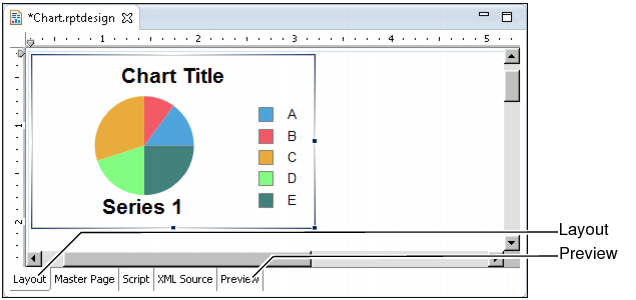 *Chart.rptdesign
1 2 3 4 5
1
2
Chart Title
A
B
C
D
E
Series 1
Layout
Preview
Layout Master Page Script XML Source Preview